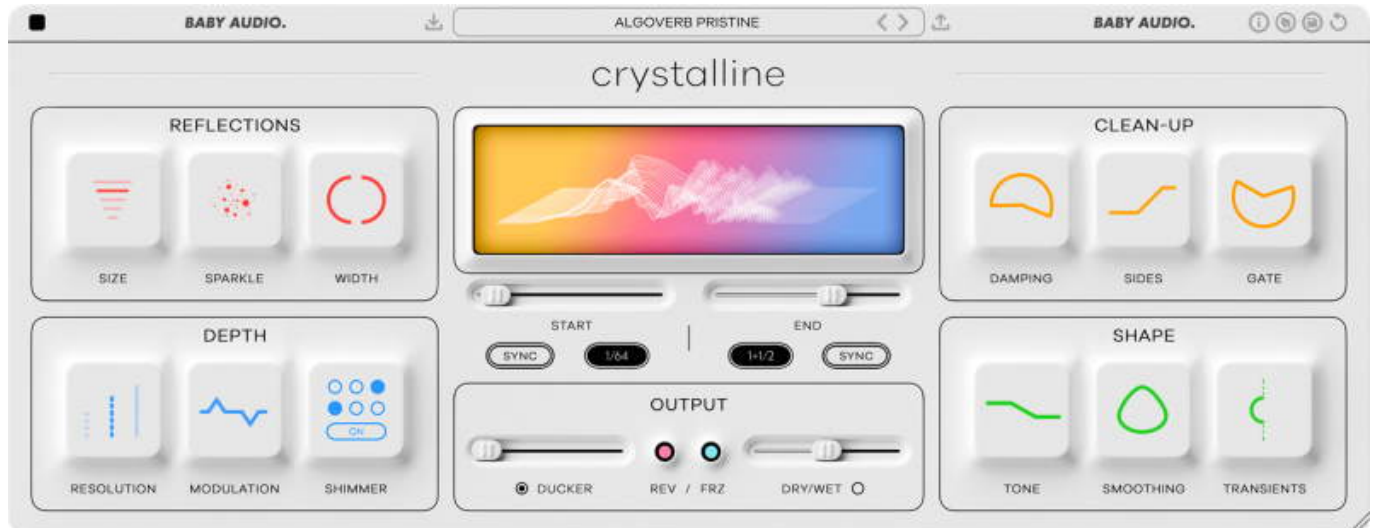 BABY AUDIO.
ALGOVERB PRISTINE
BABY AUDIO.
crystalline
REFLECTIONS
SIZE
SPARKLE
WIDTH
DEPTH
ON
RESOLUTION
MODULATION
SHIMMER
START
END
SYNC
1/64
1+1/2
SYNC
OUTPUT
DUCKER
REV / FRZ
DRY/WET
CLEAN-UP
DAMPING
SIDES
GATE
SHAPE
TONE
SMOOTHING
TRANSIENTS